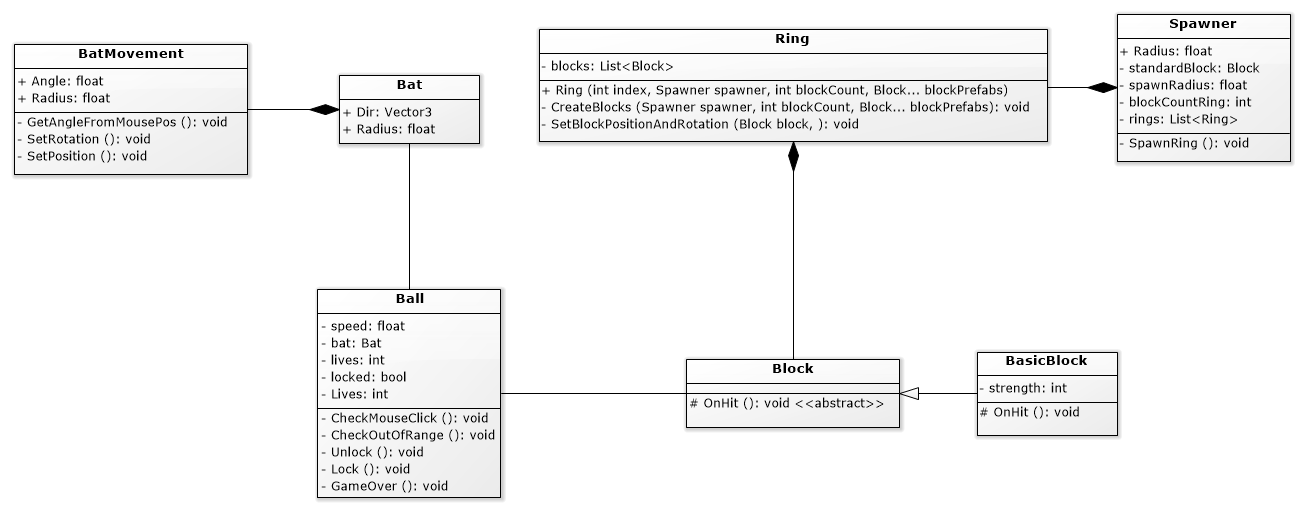 BatMovement
+ Angle: float
+ Radius: float
- GetAngleFromMousePos (): void
- SetRotation (): void
- SetPosition (): void
Bat
+ Dir: Vector3
+ Radius: float
Ring
- blocks: List<Block>
+ Ring (int index, Spawner spawner, int blockCount, Block... blockPrefabs)
- CreateBlocks (Spawner spawner, int blockCount, Block... blockPrefabs): void
- SetBlockPositionAndRotation (Block block, ): void
Spawner
+ Radius: float
- standardBlock: Block
- spawnRadius: float
- blockCountRing: int
- rings: List<Ring>
- SpawnRing (): void
Ball
- speed: float
- bat: Bat
- lives: int
- locked: bool
- Lives: int
- CheckMouseClick (): void
- CheckOutOfRange (): void
- Unlock (): void
- Lock (): void
- GameOver (): void
Block
# OnHit (): void <<abstract>>
BasicBlock
- strength: int
# OnHit (): void